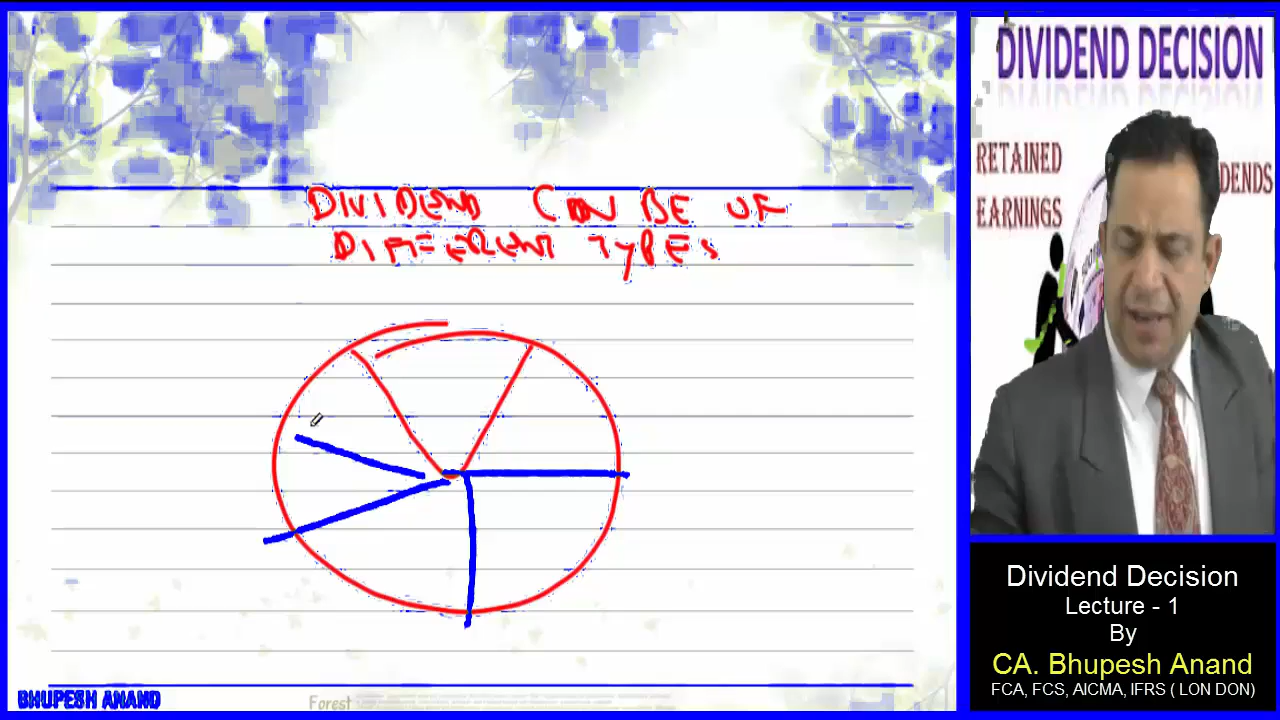 DIVIDEND CAN BE OF
DIFFERENT TYPES
BHUPESH ANAND
Forest
DIVIDEND DECISION
RETAINED
EARNINGS
DENDS
Dividend Decision
Lecture - 1
By
CA. Bhupesh Anand
FCA, FCS, AICMA, IFRS ( LON DON)